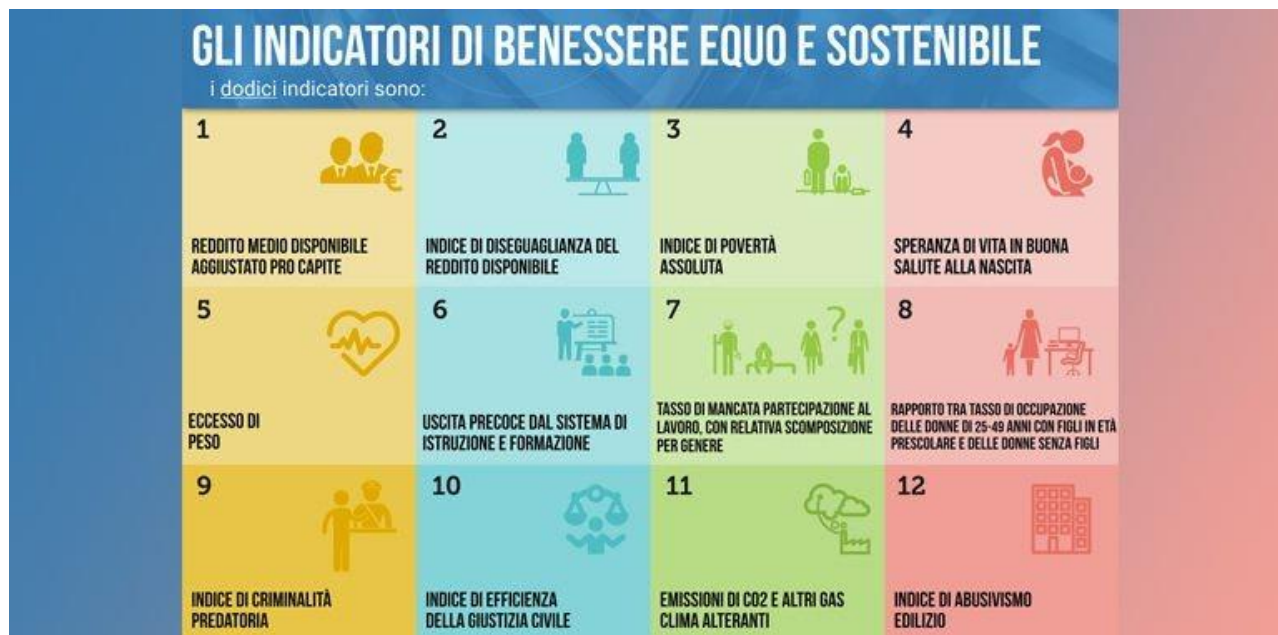 GLI INDICATORI DI BENESSERE EQUO E SOSTENIBILE
i dodici indicatori sono:
1
REDDITO MEDIO DISPONIBILE
AGGIUSTATO PRO CAPITE
2
INDICE DI DISEGUAGLIANZA DEL
REDDITO DISPONIBILE
3
INDICE DI POVERTÀ
ASSOLUTA
4
SPERANZA DI VITA IN BUONA
SALUTE ALLA NASCITA
5
ECCESSO DI
PESO
6
USCITA PRECOCE DAL SISTEMA DI
ISTRUZIONE E FORMAZIONE
7
?
TASSO DI MANCATA PARTECIPAZIONE AL
LAVORO, CON RELATIVA SCOMPOSIZIONE
PER GENERE
8
RAPPORTO TRA TASSO DI OCCUPAZIONE
DELLE DONNE DI 25-49 ANNI CON FIGLI IN ETÀ
PRESCOLARE E DELLE DONNE SENZA FIGLI
9
INDICE DI CRIMINALITÀ
PREDATORIA
10
INDICE DI EFFICIENZA
DELLA GIUSTIZIA CIVILE
11
EMISSIONI DI CO2 E ALTRI GAS
CLIMA ALTERANTI
12
INDICE DI ABUSIVISMO
EDILIZIO